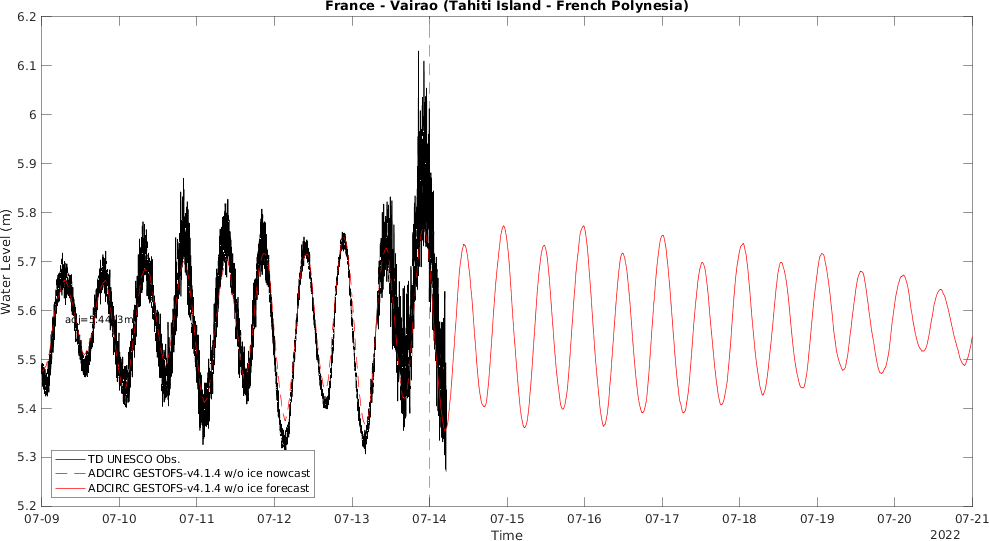 France - Vairao (Tahiti Island - French Polynesia)
Water Level (m)
6.2
6.1
6
5.9
5.8
5.7
5.6
5.5
5.4
5.3
5.2
TD UNESCO Obs.
ADCIRC GESTOFS-v4.1.4 w/o ice nowcast
ADCIRC GESTOFS-v4.1.4 w/o ice forecast
07-09 07-10 07-11 07-12 07-13 07-14 07-15 07-16 07-17 07-18 07-19 07-20 07-21
Time
2022